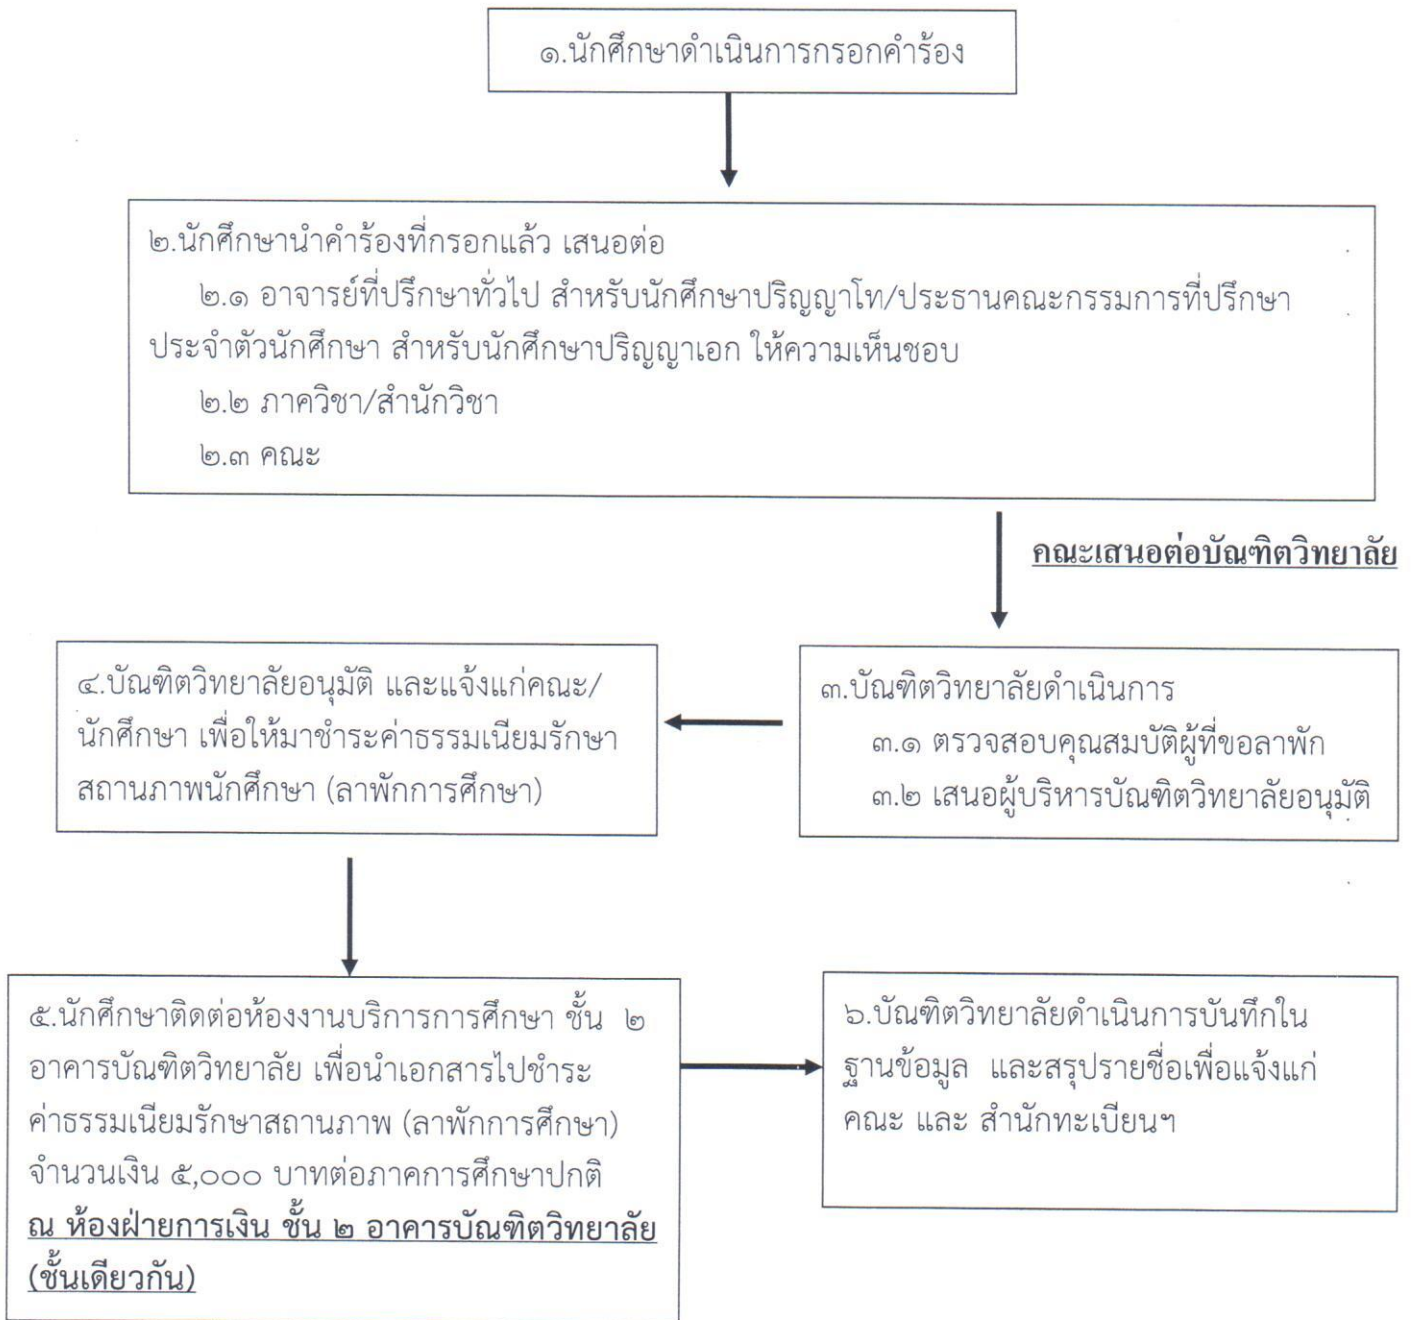 ๑.นักศึกษาดำเนินการกรอกคำร้อง
๒.นักศึกษานำคำร้องที่กรอกแล้ว เสนอต่อ
๒.๑ อาจารย์ที่ปรึกษาทั่วไป สำหรับนักศึกษาปริญญาโท/ประธานคณะกรรมการที่ปรึกษา
ประจำตัวนักศึกษา สำหรับนักศึกษาปริญญาเอก ให้ความเห็นชอบ
๒.๒ ภาควิชา/สำนักวิชา
๒.๓ คณะ
คณะเสนอต่อบัณฑิตวิทยาลัย
๓.บัณฑิตวิทยาลัยดำเนินการ
๓.๑ ตรวจสอบคุณสมบัติผู้ที่ขอลาพัก
๓.๒ เสนอผู้บริหารบัณฑิตวิทยาลัยอนุมัติ
๔.บัณฑิตวิทยาลัยอนุมัติ และแจ้งแก่คณะ/
นักศึกษา เพื่อให้มาชำระค่าธรรมเนียมรักษา
สถานภาพนักศึกษา (ลาพักการศึกษา)
๕.นักศึกษาติดต่อห้องงานบริการการศึกษา ชั้น ๒
อาคารบัณฑิตวิทยาลัย เพื่อนำเอกสารไปชำระ
ค่าธรรมเนียมรักษาสถานภาพ (ลาพักการศึกษา)
จำนวนเงิน ๕,๐๐๐ บาทต่อภาคการศึกษาปกติ
ณ ห้องฝ่ายการเงิน ชั้น ๒ อาคารบัณฑิตวิทยาลัย
(ชั้นเดียวกัน)
๖.บัณฑิตวิทยาลัยดำเนินการบันทึกใน
ฐานข้อมูล และสรุปรายชื่อเพื่อแจ้งแก่
คณะ และ สำนักทะเบียนฯ